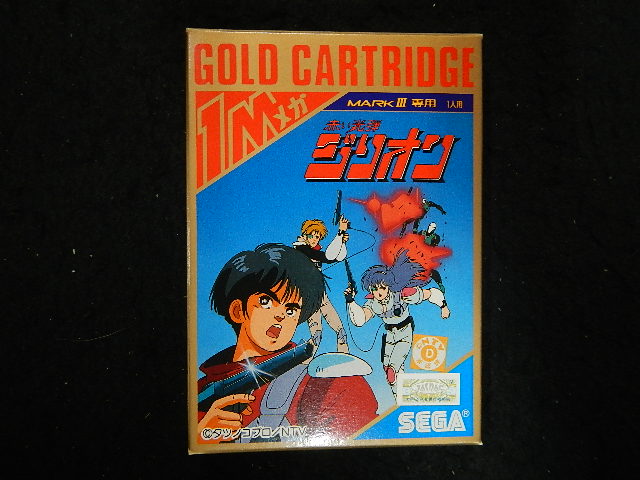 GOLD CARTRIDGE
1Mメガ
MARK III 専用 1人用
赤い光弾
ジリオン
D
SEGA®
©タツノコプロ/NTV